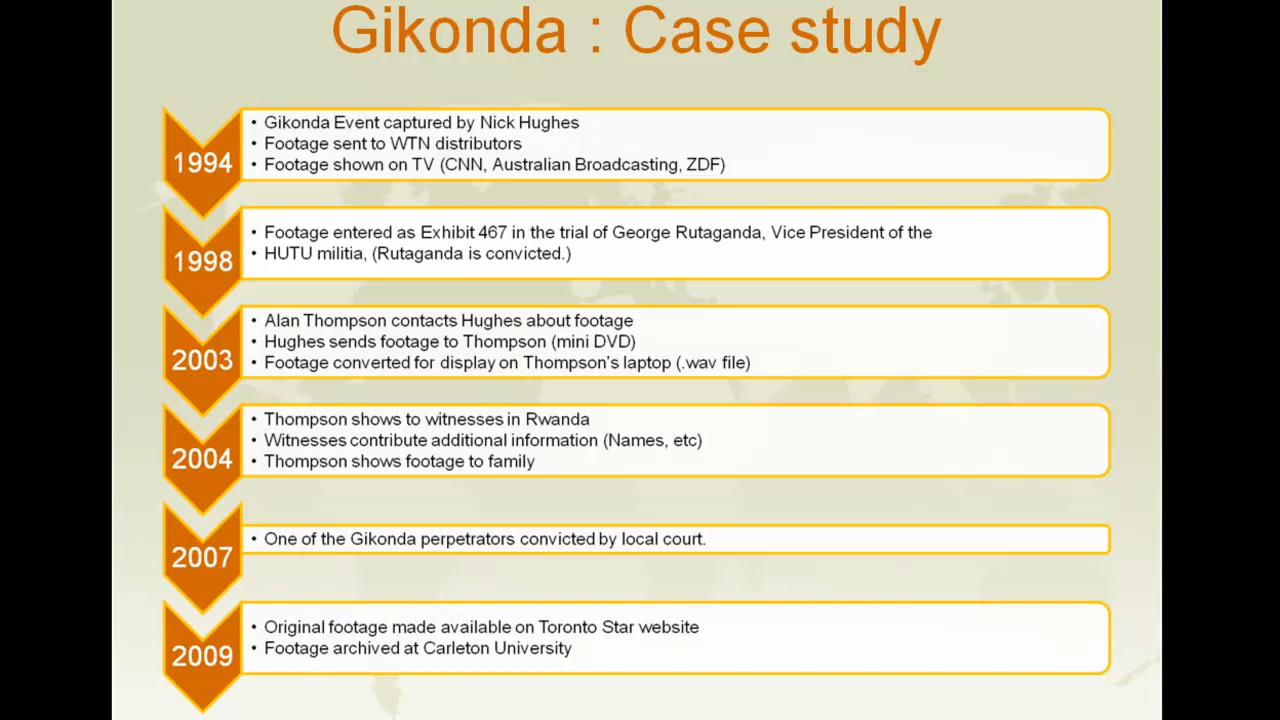 Gikonda : Case study
1994
• Gikonda Event captured by Nick Hughes
• Footage sent to WTN distributors
• Footage shown on TV (CNN, Australian Broadcasting, ZDF)
1998
• Footage entered as Exhibit 467 in the trial of George Rutaganda, Vice President of the
• HUTU militia, (Rutaganda is convicted.)
2003
• Alan Thompson contacts Hughes about footage
• Hughes sends footage to Thompson (mini DVD)
• Footage converted for display on Thompson's laptop (.wav file)
2004
• Thompson shows to witnesses in Rwanda
• Witnesses contribute additional information (Names, etc)
• Thompson shows footage to family
2007
• One of the Gikonda perpetrators convicted by local court.
2009
• Original footage made available on Toronto Star website
• Footage archived at Carleton University